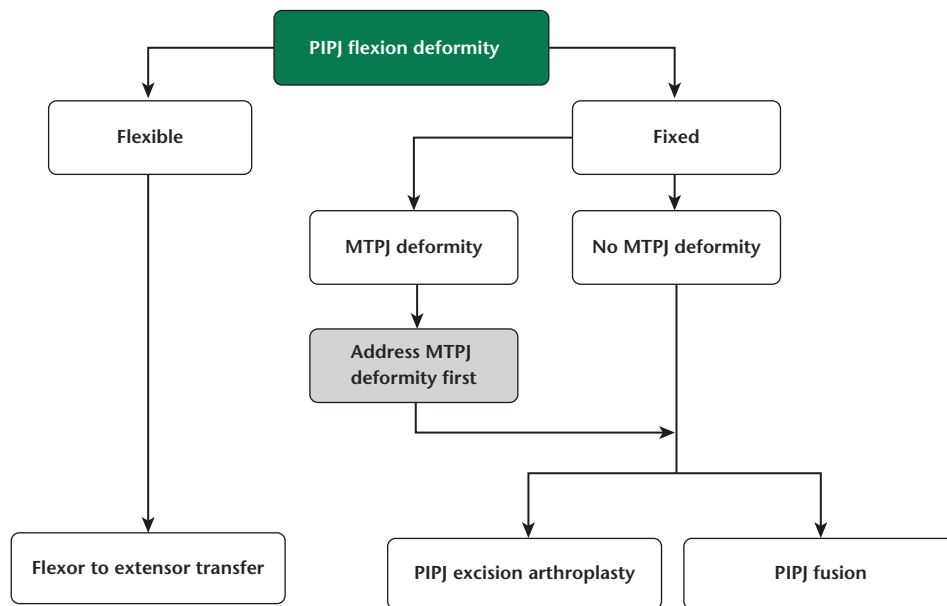 PIPJ flexion deformity
Flexible
Fixed
MTPJ deformity
No MTPJ deformity
Address MTPJ
deformity first
Flexor to extensor transfer
PIPJ excision arthroplasty
PIPJ fusion